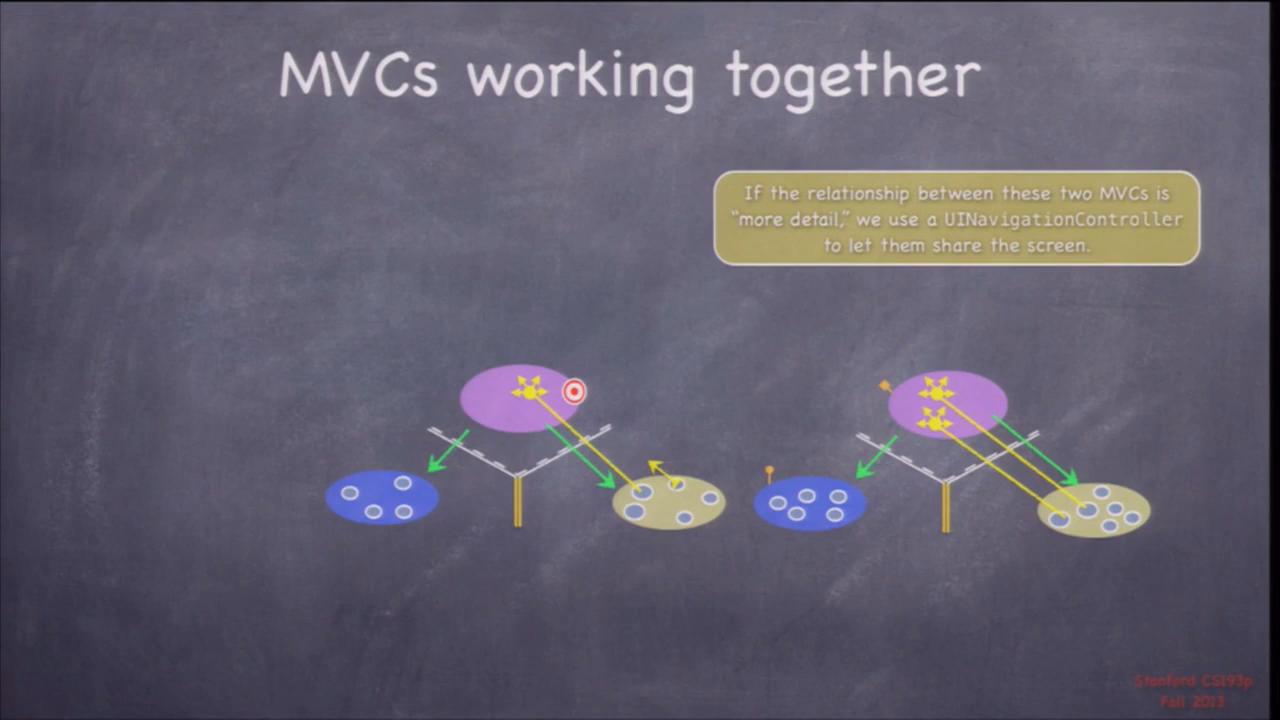 MVCs working together
If the relationship between these two MVCs is
“more detail,” we use a UINavigationController
to let them share the screen.
Stanford CS193p
Fall 2013